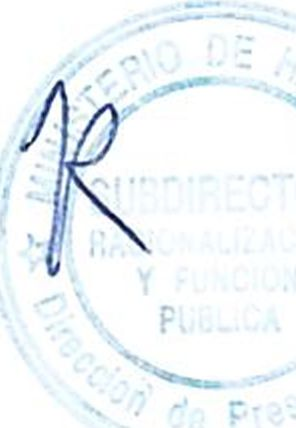 MINISTERIO DE H
SUBDIRECT
RACIONALIZAC
Y FUNCION
PUBLICA
Dirección de Pres